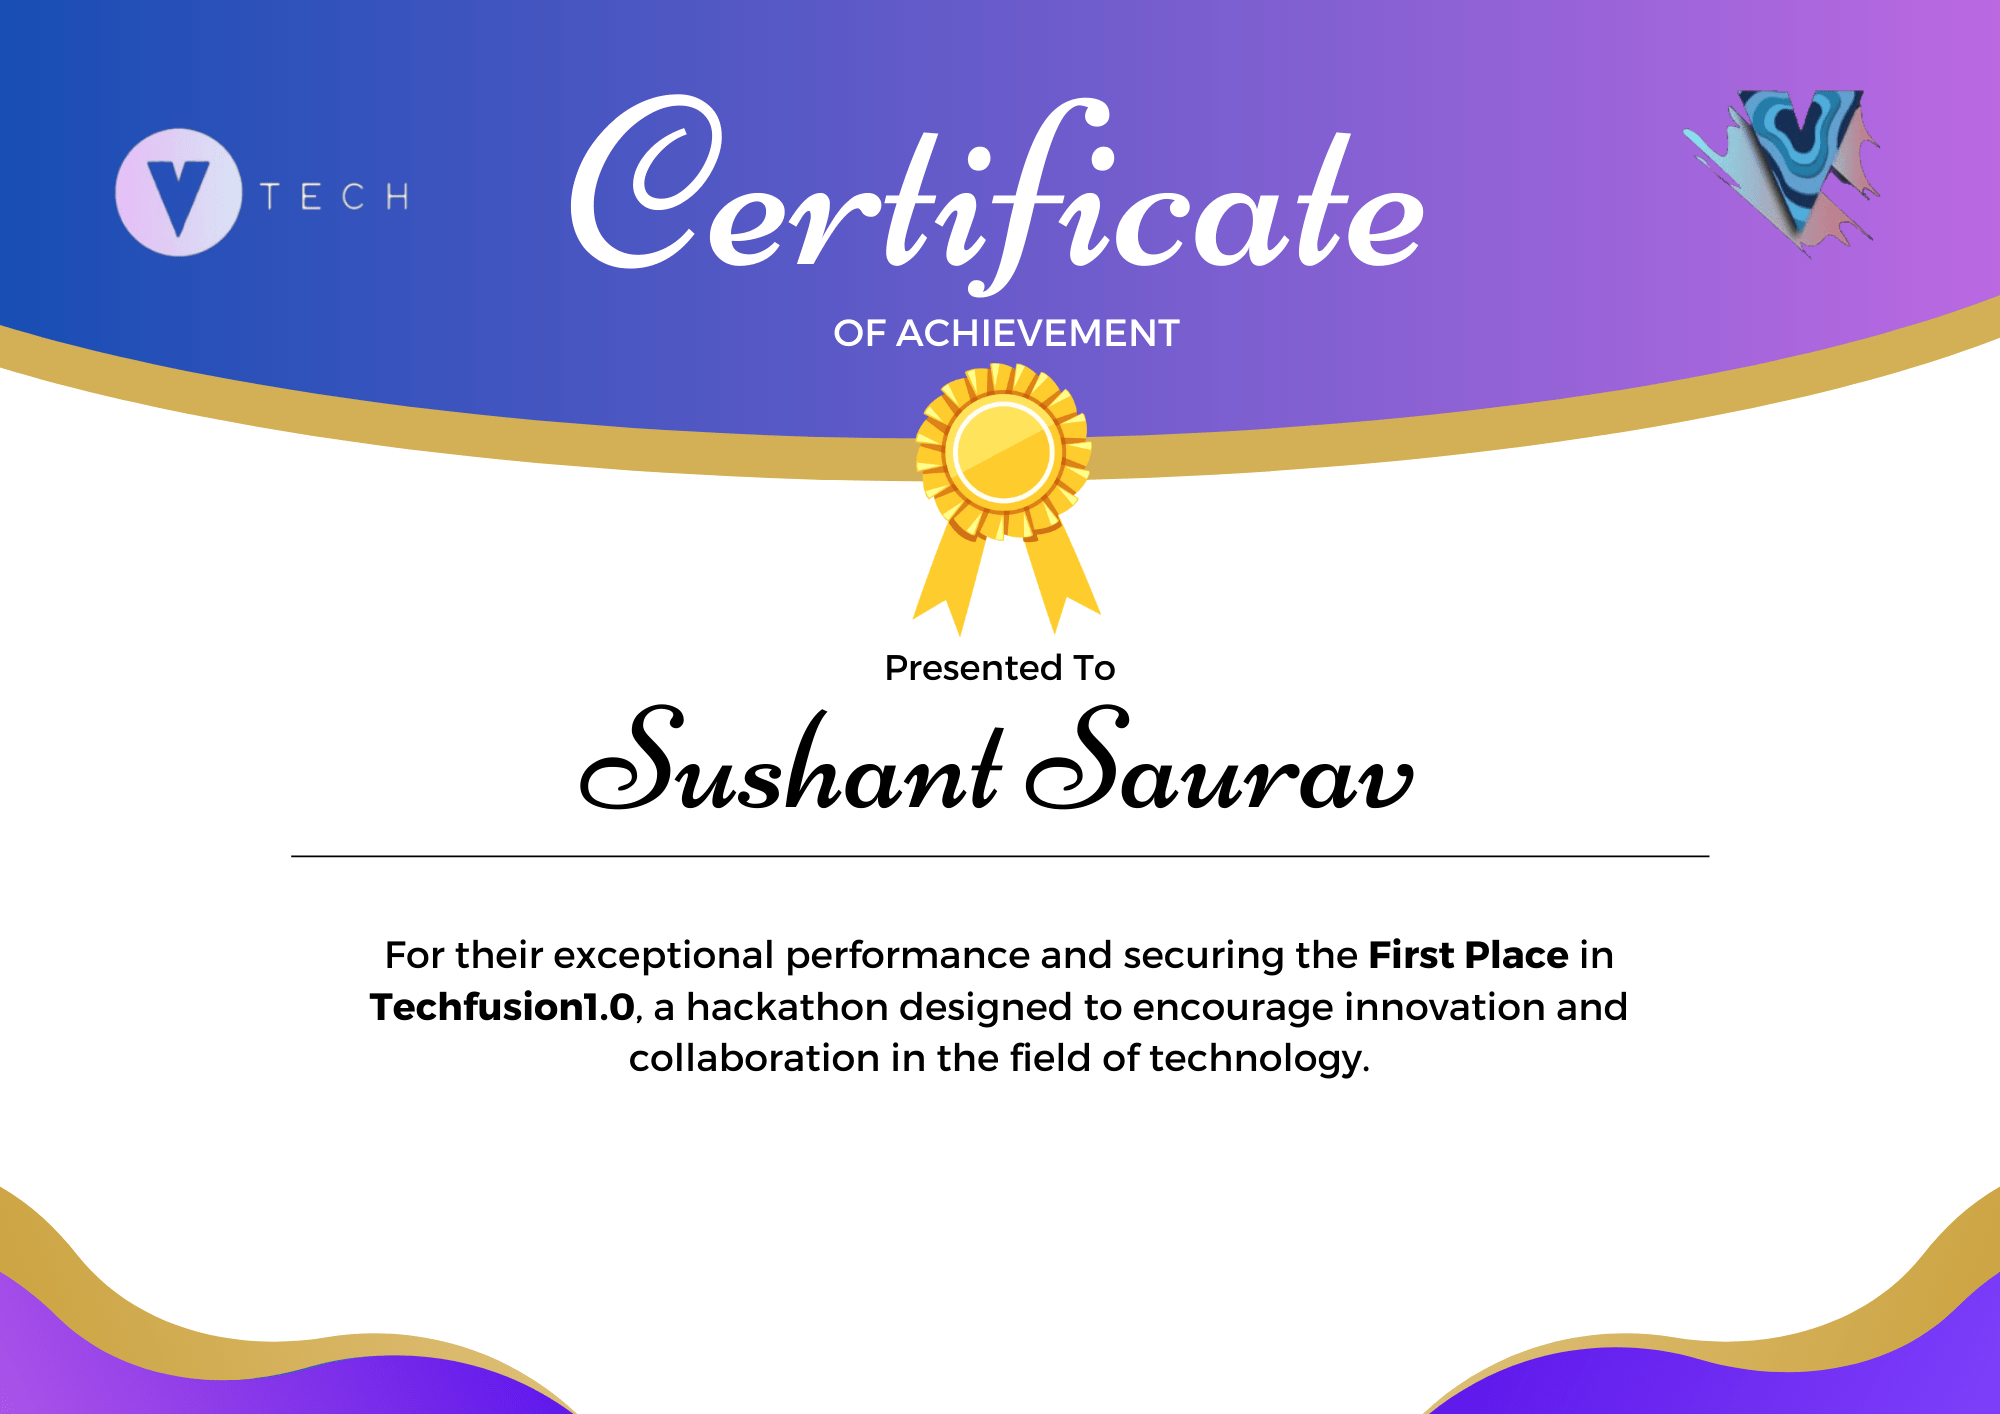 V TECH
Certificate
OF ACHIEVEMENT
Presented To
Sushant Saurav
For their exceptional performance and securing the First Place in
Techfusion1.0, a hackathon designed to encourage innovation and
collaboration in the field of technology.